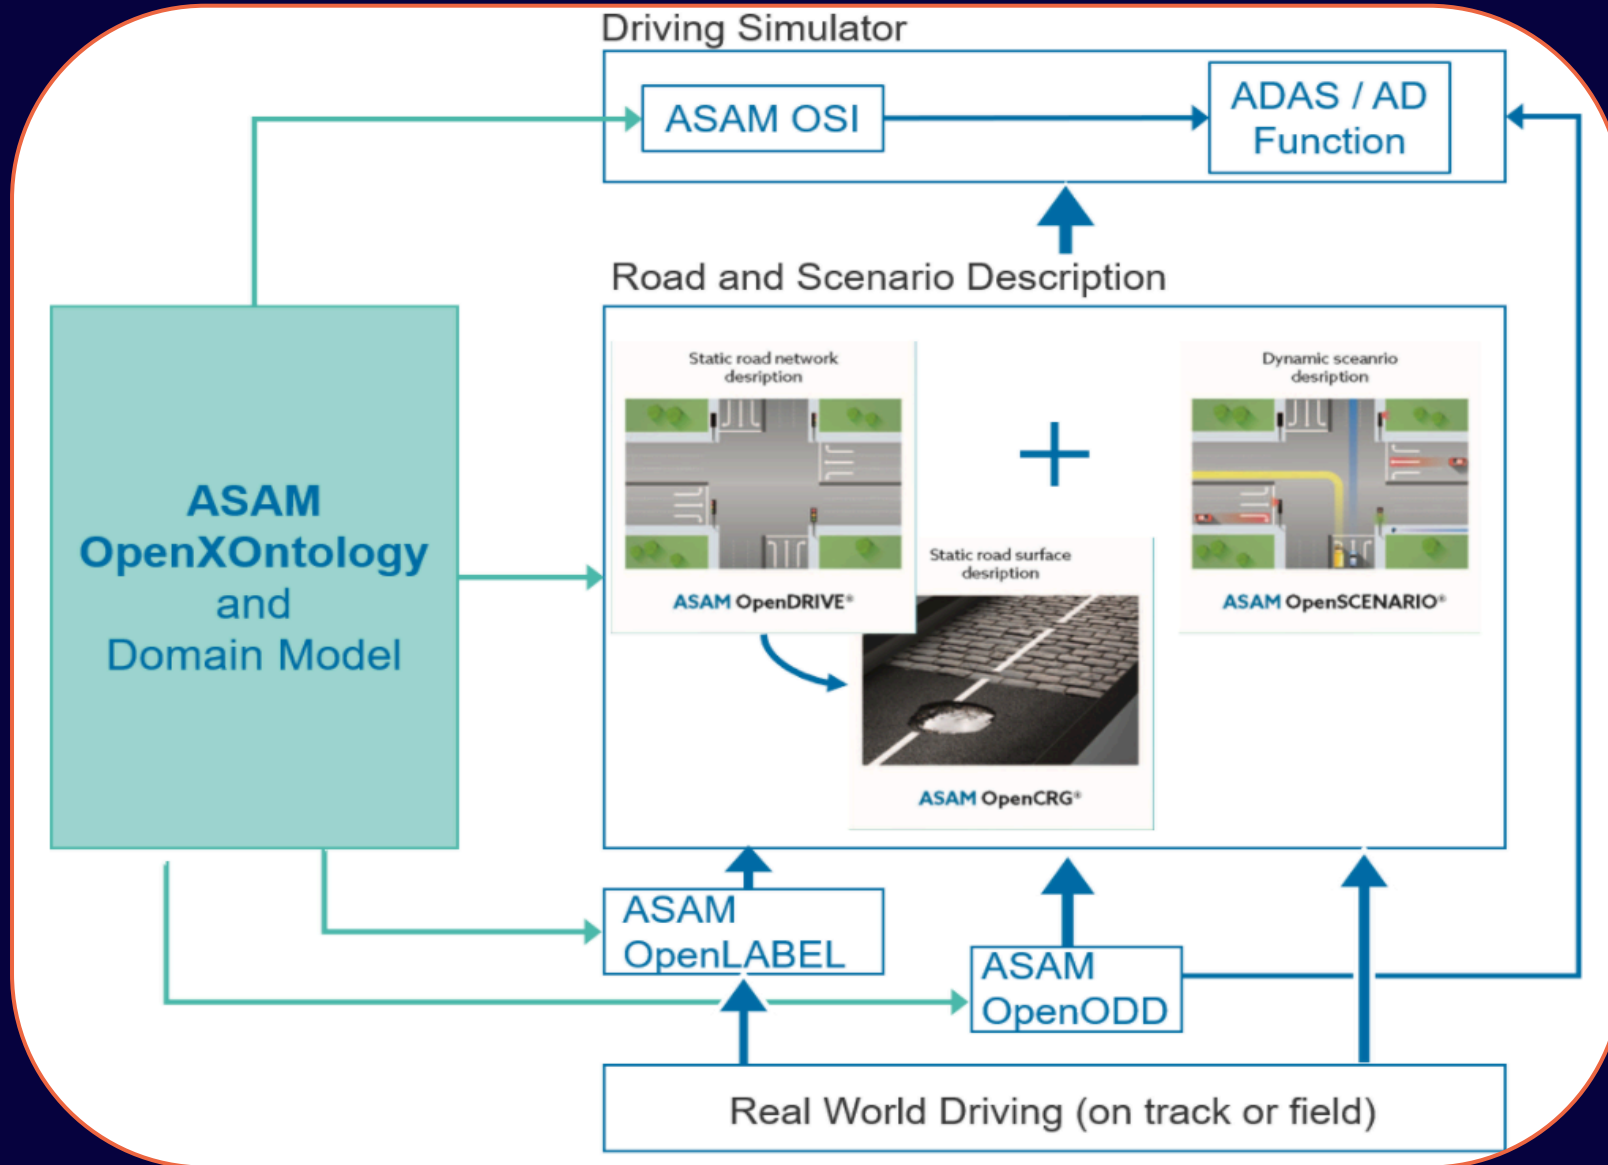 Driving Simulator
ASAM OSI
ADAS / AD
Function
Road and Scenario Description
ASAM
OpenXOntology
and
Domain Model
Static road network
desription
ASAM OpenDRIVE®
Dynamic sceanrio
desription
ASAM OpenSCENARIO®
Static road surface
desription
ASAM OpenCRG®
ASAM
OpenLABEL
ASAM
OpenODD
Real World Driving (on track or field)